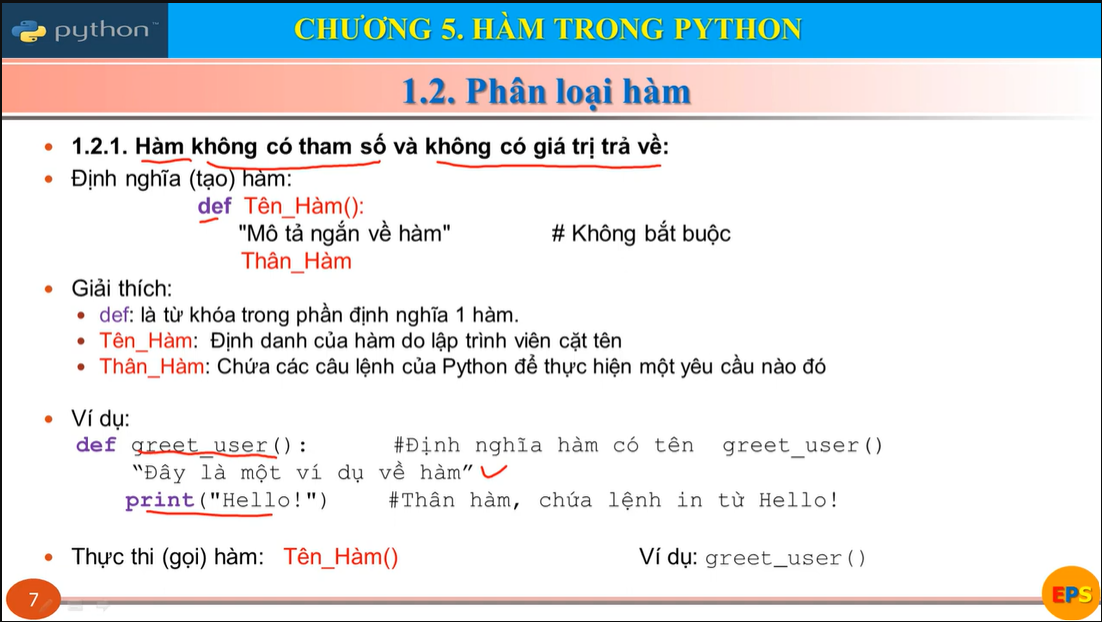 python™
CHƯƠNG 5. HÀM TRONG PYTHON
1.2. Phân loại hàm
• 1.2.1. Hàm không có tham số và không có giá trị trả về:
• Định nghĩa (tạo) hàm:
def Tên_Hàm():
"Mô tả ngắn về hàm" # Không bắt buộc
Thân_Hàm
• Giải thích:
• def: là từ khóa trong phần định nghĩa 1 hàm.
• Tên_Hàm: Định danh của hàm do lập trình viên cặt tên
• Thân_Hàm: Chứa các câu lệnh của Python để thực hiện một yêu cầu nào đó
• Ví dụ:
def greet_user(): #Định nghĩa hàm có tên greet_user()
“Đây là một ví dụ về hàm”
print("Hello!") #Thân hàm, chứa lệnh in từ Hello!
• Thực thi (gọi) hàm: Tên_Hàm() Ví dụ: greet_user()
7
EPS